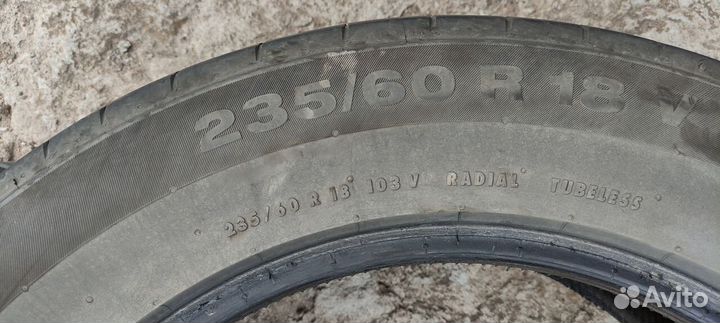 235/60 R 18 V
235/60 R 18 103 V RADIAL TUBELESS
Avito